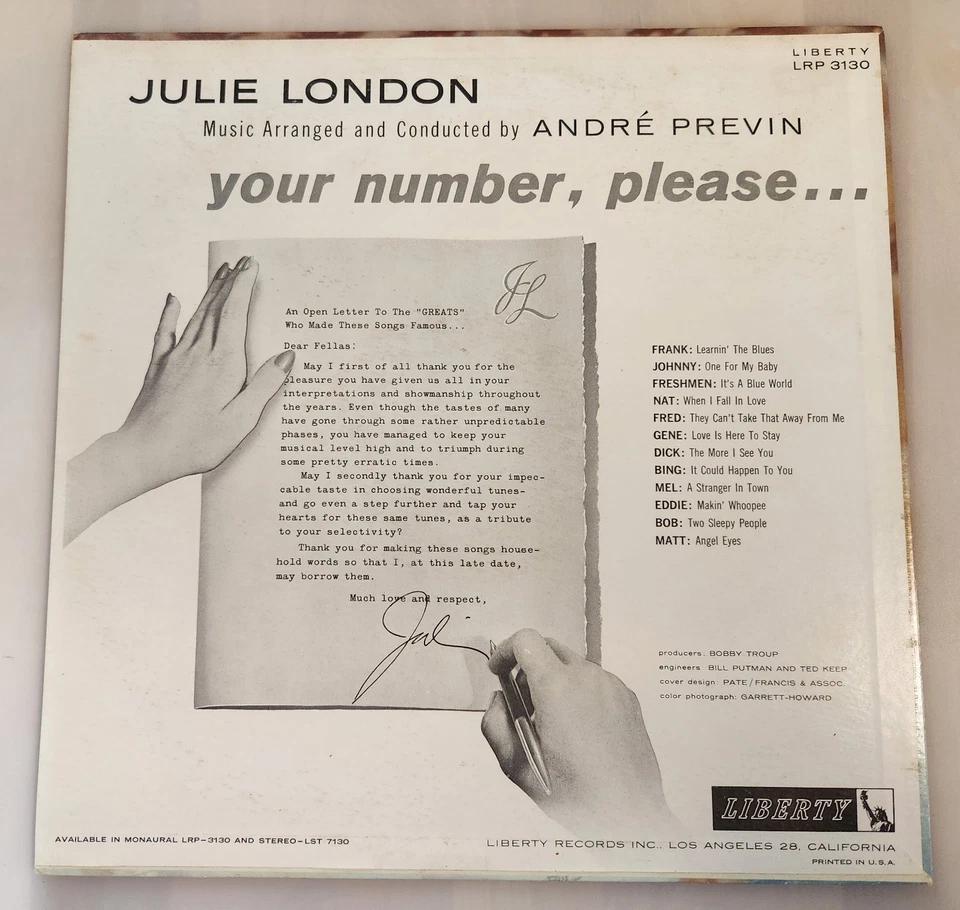 LIBERTY
LRP 3130
JULIE LONDON
Music Arranged and Conducted by ANDRÉ PREVIN
your number, please...
JL
An Open Letter To The "GREATS"
Who Made These Songs Famous...
Dear Fellas:
May I first of all thank you for the
pleasure you have given us all in your
interpretations and showmanship throughout
the years. Even though the tastes of many
have gone through some rather unpredictable
phases, you have managed to keep your
musical level high and to triumph during
some pretty erratic times.
May I secondly thank you for your impec-
cable taste in choosing wonderful tunes-
and go even a step further and tap your
hearts for these same tunes, as a tribute
to your selectivity?
Thank you for making these songs house-
hold words so that I, at this late date,
may borrow them.
Much love and respect,
Juli
FRANK: Learnin' The Blues
JOHNNY: One For My Baby
FRESHMEN: It's A Blue World
NAT: When I Fall In Love
FRED: They Can't Take That Away From Me
GENE: Love Is Here To Stay
DICK: The More I See You
BING: It Could Happen To You
MEL: A Stranger In Town
EDDIE: Makin' Whoopee
BOB: Two Sleepy People
MATT: Angel Eyes
producers: BOBBY TROUP
engineers: BILL PUTMAN AND TED KEEP
cover design: PATE/FRANCIS & ASSOC.
color photograph: GARRETT-HOWARD
LIBERTY
AVAILABLE IN MONAURAL LRP-3130 AND STEREO-LST 7130
LIBERTY RECORDS INC., LOS ANGELES 28, CALIFORNIA
PRINTED IN U.S.A.